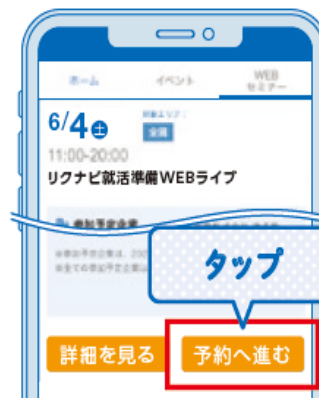 ホーム イベント WEB
セミナー
6/4土
対象エリア：
全国
11:00-20:00
リクナビ就活準備WEBライブ
参加予定企業
タップ
詳細を見る 予約へ進む